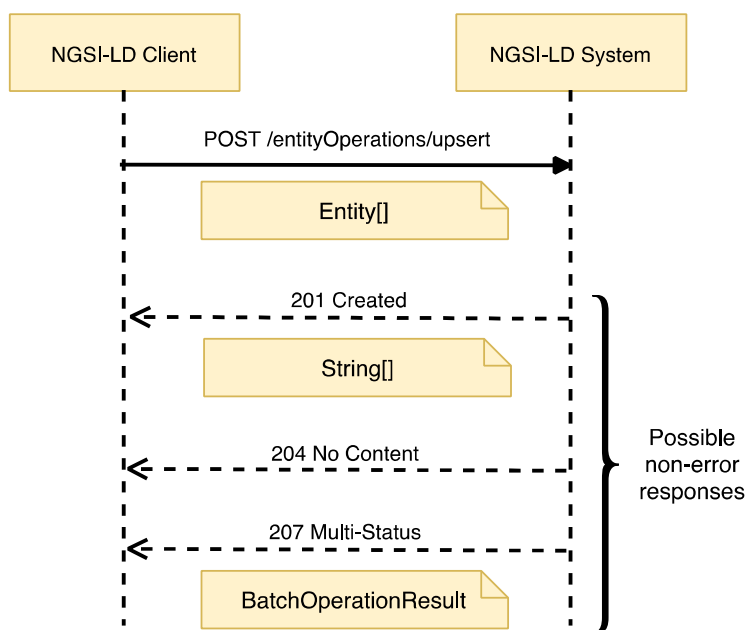 NGSI-LD Client
NGSI-LD System
POST /entityOperations/upsert
Entity[]
201 Created
String[]
204 No Content
Possible
non-error
responses
207 Multi-Status
BatchOperationResult